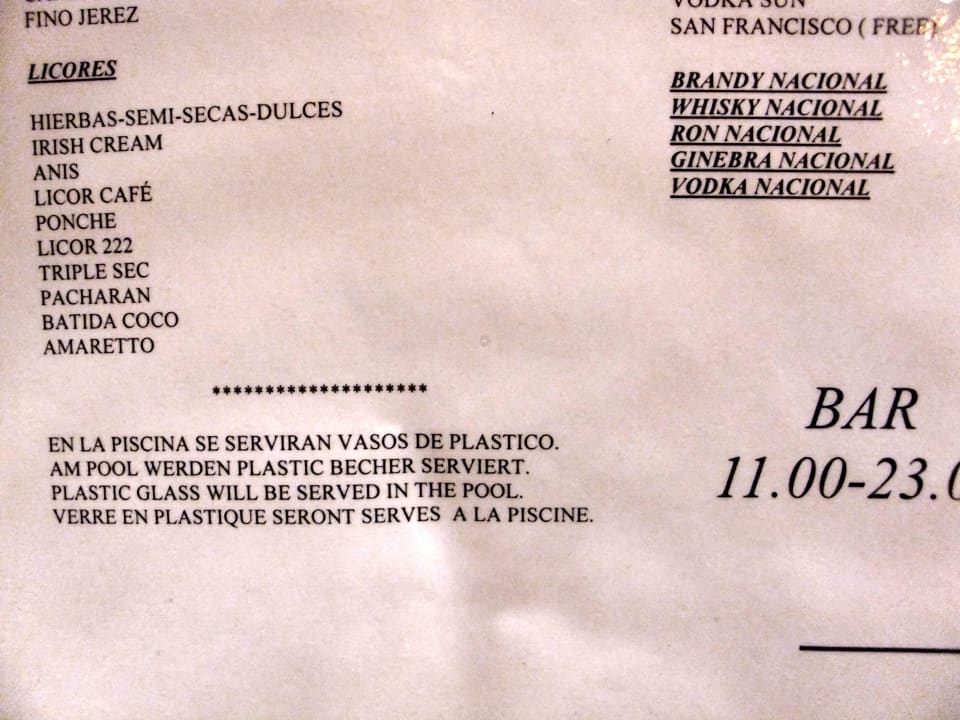 FINO JEREZ
LICORES
HIERBAS-SEMI-SECAS-DULCES
IRISH CREAM
ANIS
LICOR CAFÉ
PONCHE
LICOR 222
TRIPLE SEC
PACHARAN
BATIDA COCO
AMARETTO
********************
EN LA PISCINA SE SERVIRAN VASOS DE PLASTICO.
AM POOL WERDEN PLASTIC BECHER SERVIERT.
PLASTIC GLASS WILL BE SERVED IN THE POOL.
VERRE EN PLASTIQUE SERONT SERVES A LA PISCINE.
VODKA SUN
SAN FRANCISCO ( FREE)
BRANDY NACIONAL
WHISKY NACIONAL
RON NACIONAL
GINEBRA NACIONAL
VODKA NACIONAL
BAR
11.00-23.0